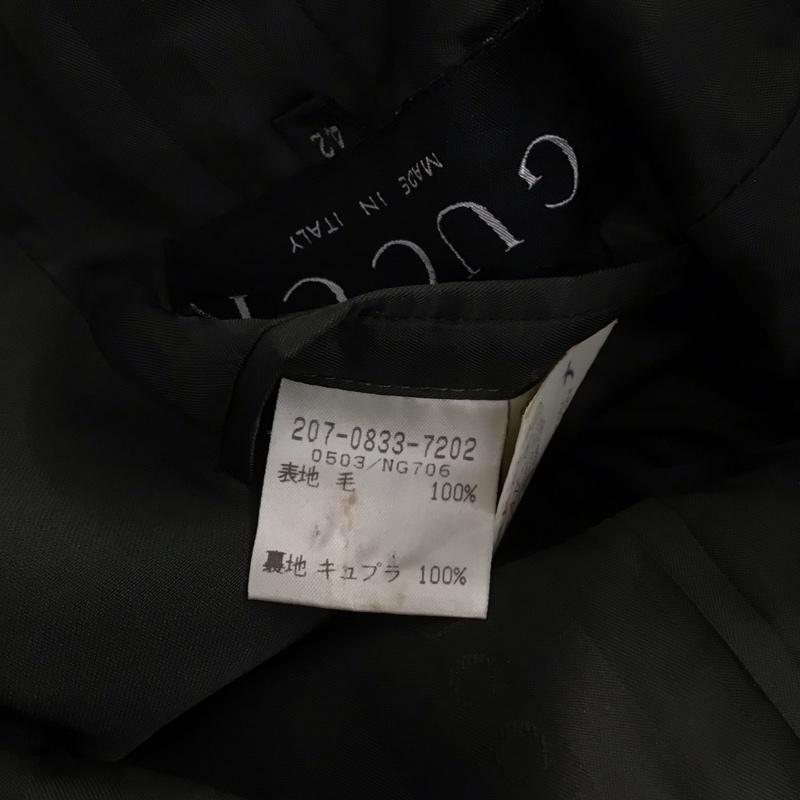 GUCCI
MADE IN ITALY
42
207-0833-7202
0503/NG706
表地 毛 100%
裏地 キュプラ 100%